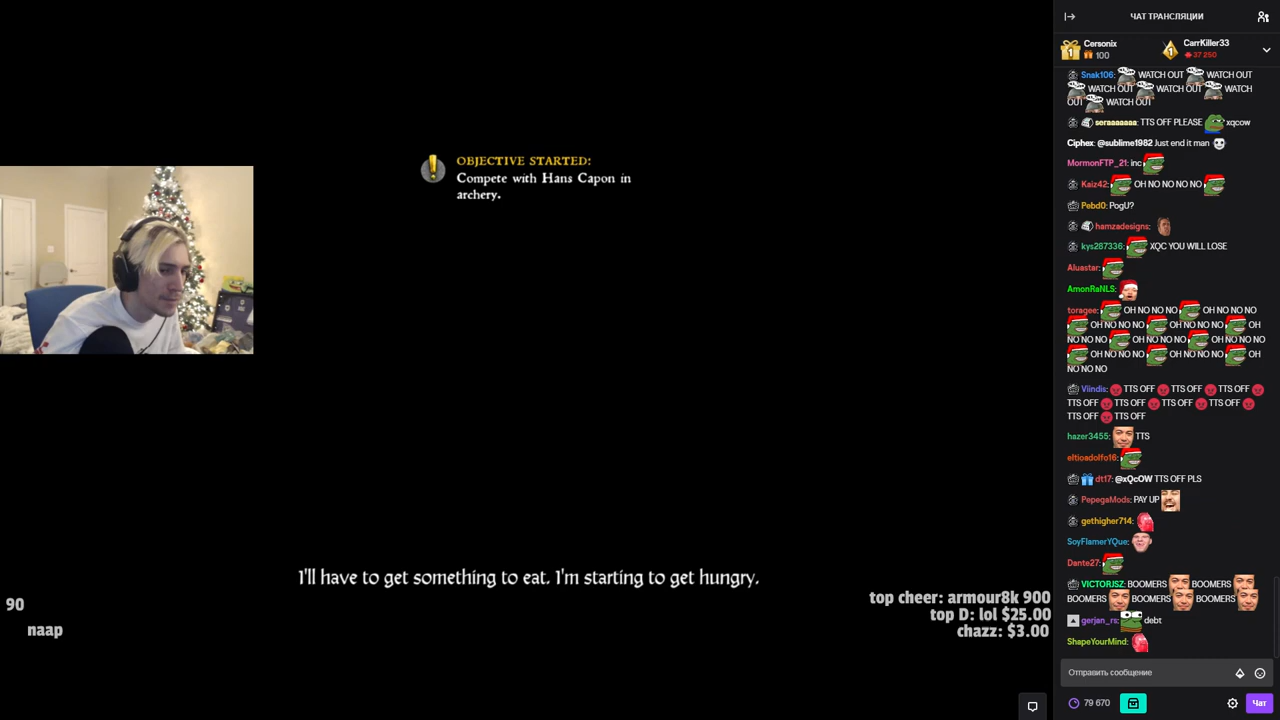 OBJECTIVE STARTED:
Compete with Hans Capon in
archery.
I'll have to get something to eat. I'm starting to get hungry.
90
naap
top cheer: armour8k 900
top D: lol $25.00
chazz: $3.00
ЧАТ ТРАНСЛЯЦИИ
1 Cersonix
100
1 CarrKiller33
37 250
Snak106: WATCH OUT WATCH OUT
WATCH OUT WATCH OUT WATCH
OUT WATCH OUT
seraaaaaaa: TTS OFF PLEASE xqcow
Ciphex: @sublime1982 Just end it man
MormonFTP_21: inc
Kaiz42: OH NO NO NO NO
Pebd0: PogU?
hamzadesigns:
kys287336: XQC YOU WILL LOSE
Aluastar:
AmonRaNLS:
toragee: OH NO NO NO OH NO NO NO
OH NO NO NO OH NO NO NO OH
NO NO NO OH NO NO NO OH NO NO NO
OH NO NO NO OH NO NO NO OH
NO NO NO
Viindis: TTS OFF TTS OFF TTS OFF
TTS OFF TTS OFF TTS OFF TTS OFF
TTS OFF TTS OFF
hazer3455: TTS
eltioadolfo16:
dt17: @xQcOW TTS OFF PLS
PepegaMods: PAY UP
gethigher714:
SoyFlamerYQue:
Dante27:
VICTORJSZ: BOOMERS BOOMERS
BOOMERS BOOMERS BOOMERS
gerjan_rs: debt
ShapeYourMind:
Отправить сообщение
79 670
Чат